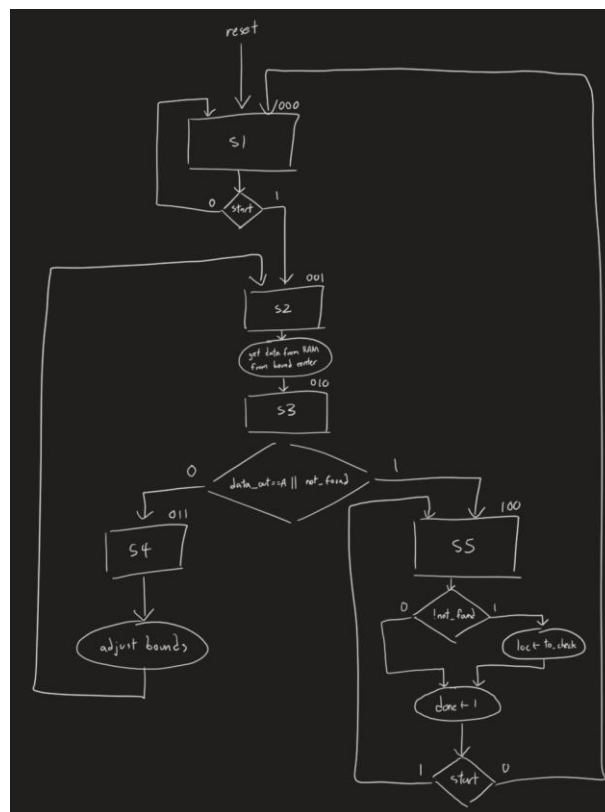 reset
000
S1
0
start
1
001
S2
get data from RAM
from bound center
010
S3
0
data_out==A || not_found
1
011
S4
adjust bounds
100
S5
0
!not_found
1
loc ← to_check
done ← 1
1
start
0